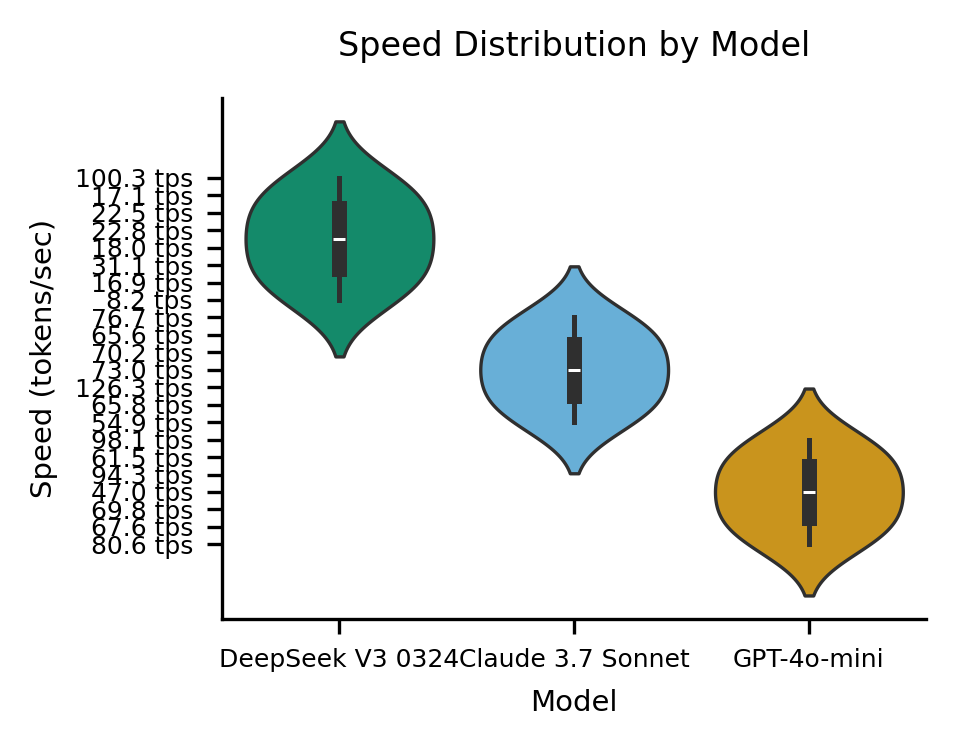 Speed Distribution by Model
Speed (tokens/sec)
100.3 tps
17.1 tps
22.5 tps
22.8 tps
18.0 tps
31.1 tps
16.9 tps
8.2 tps
76.7 tps
65.6 tps
70.2 tps
73.0 tps
126.3 tps
65.8 tps
54.9 tps
98.1 tps
61.5 tps
94.3 tps
47.0 tps
69.8 tps
67.6 tps
80.6 tps
DeepSeek V3 0324 Claude 3.7 Sonnet GPT-4o-mini
Model